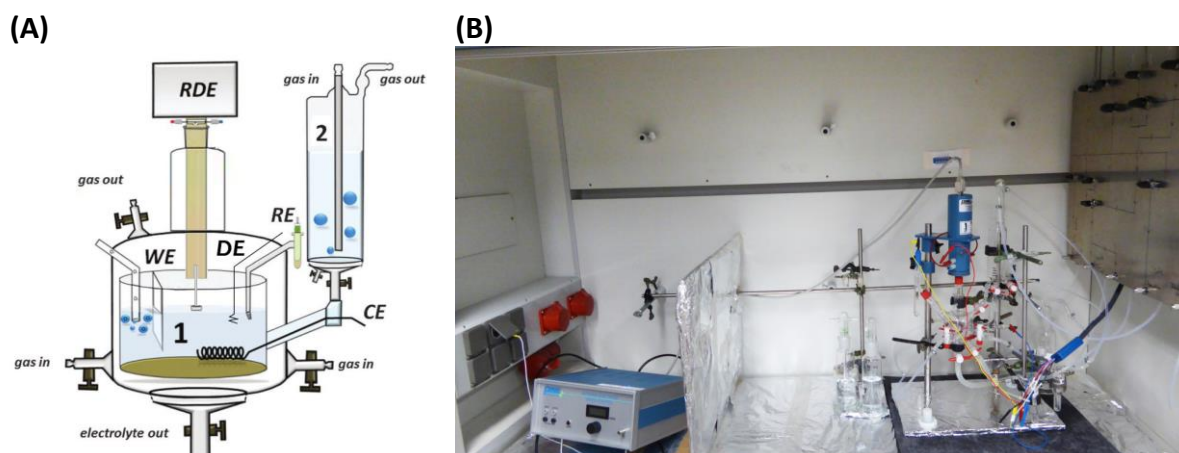 (A)
(B)
RDE
gas in
gas out
2
gas out
RE
WE
DE
1
CE
gas in
gas in
electrolyte out